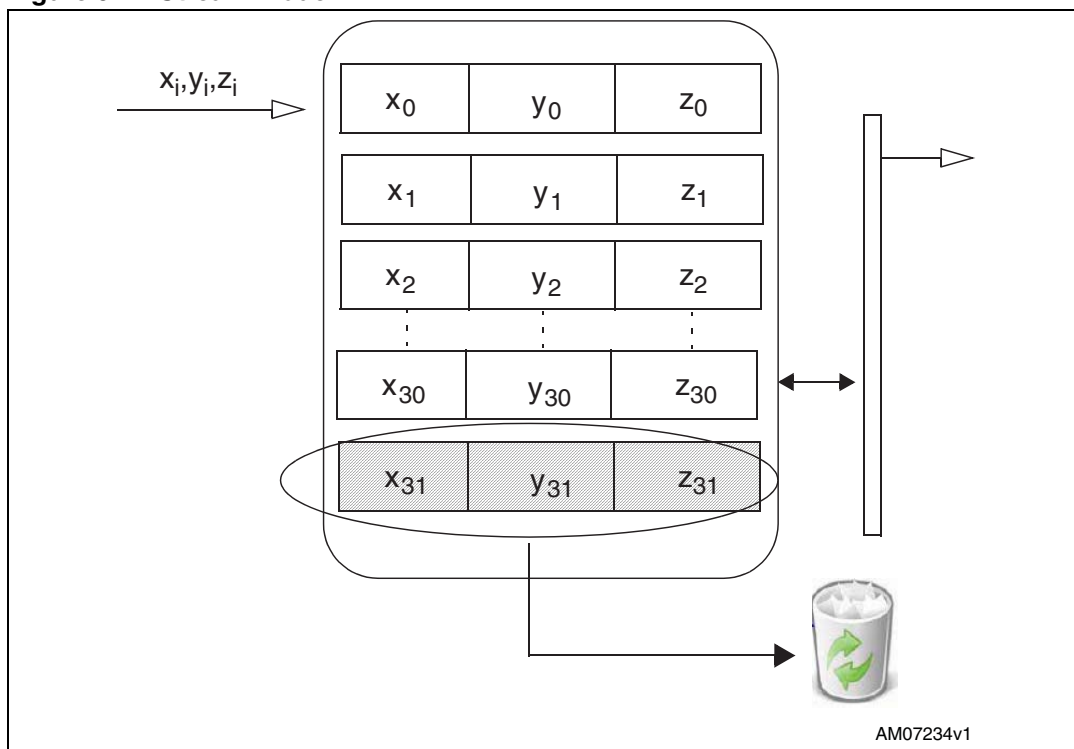 xᵢ,yᵢ,zᵢ
x₀ y₀ z₀
x₁ y₁ z₁
x₂ y₂ z₂
x₃₀ y₃₀ z₃₀
x₃₁ y₃₁ z₃₁
AM07234v1